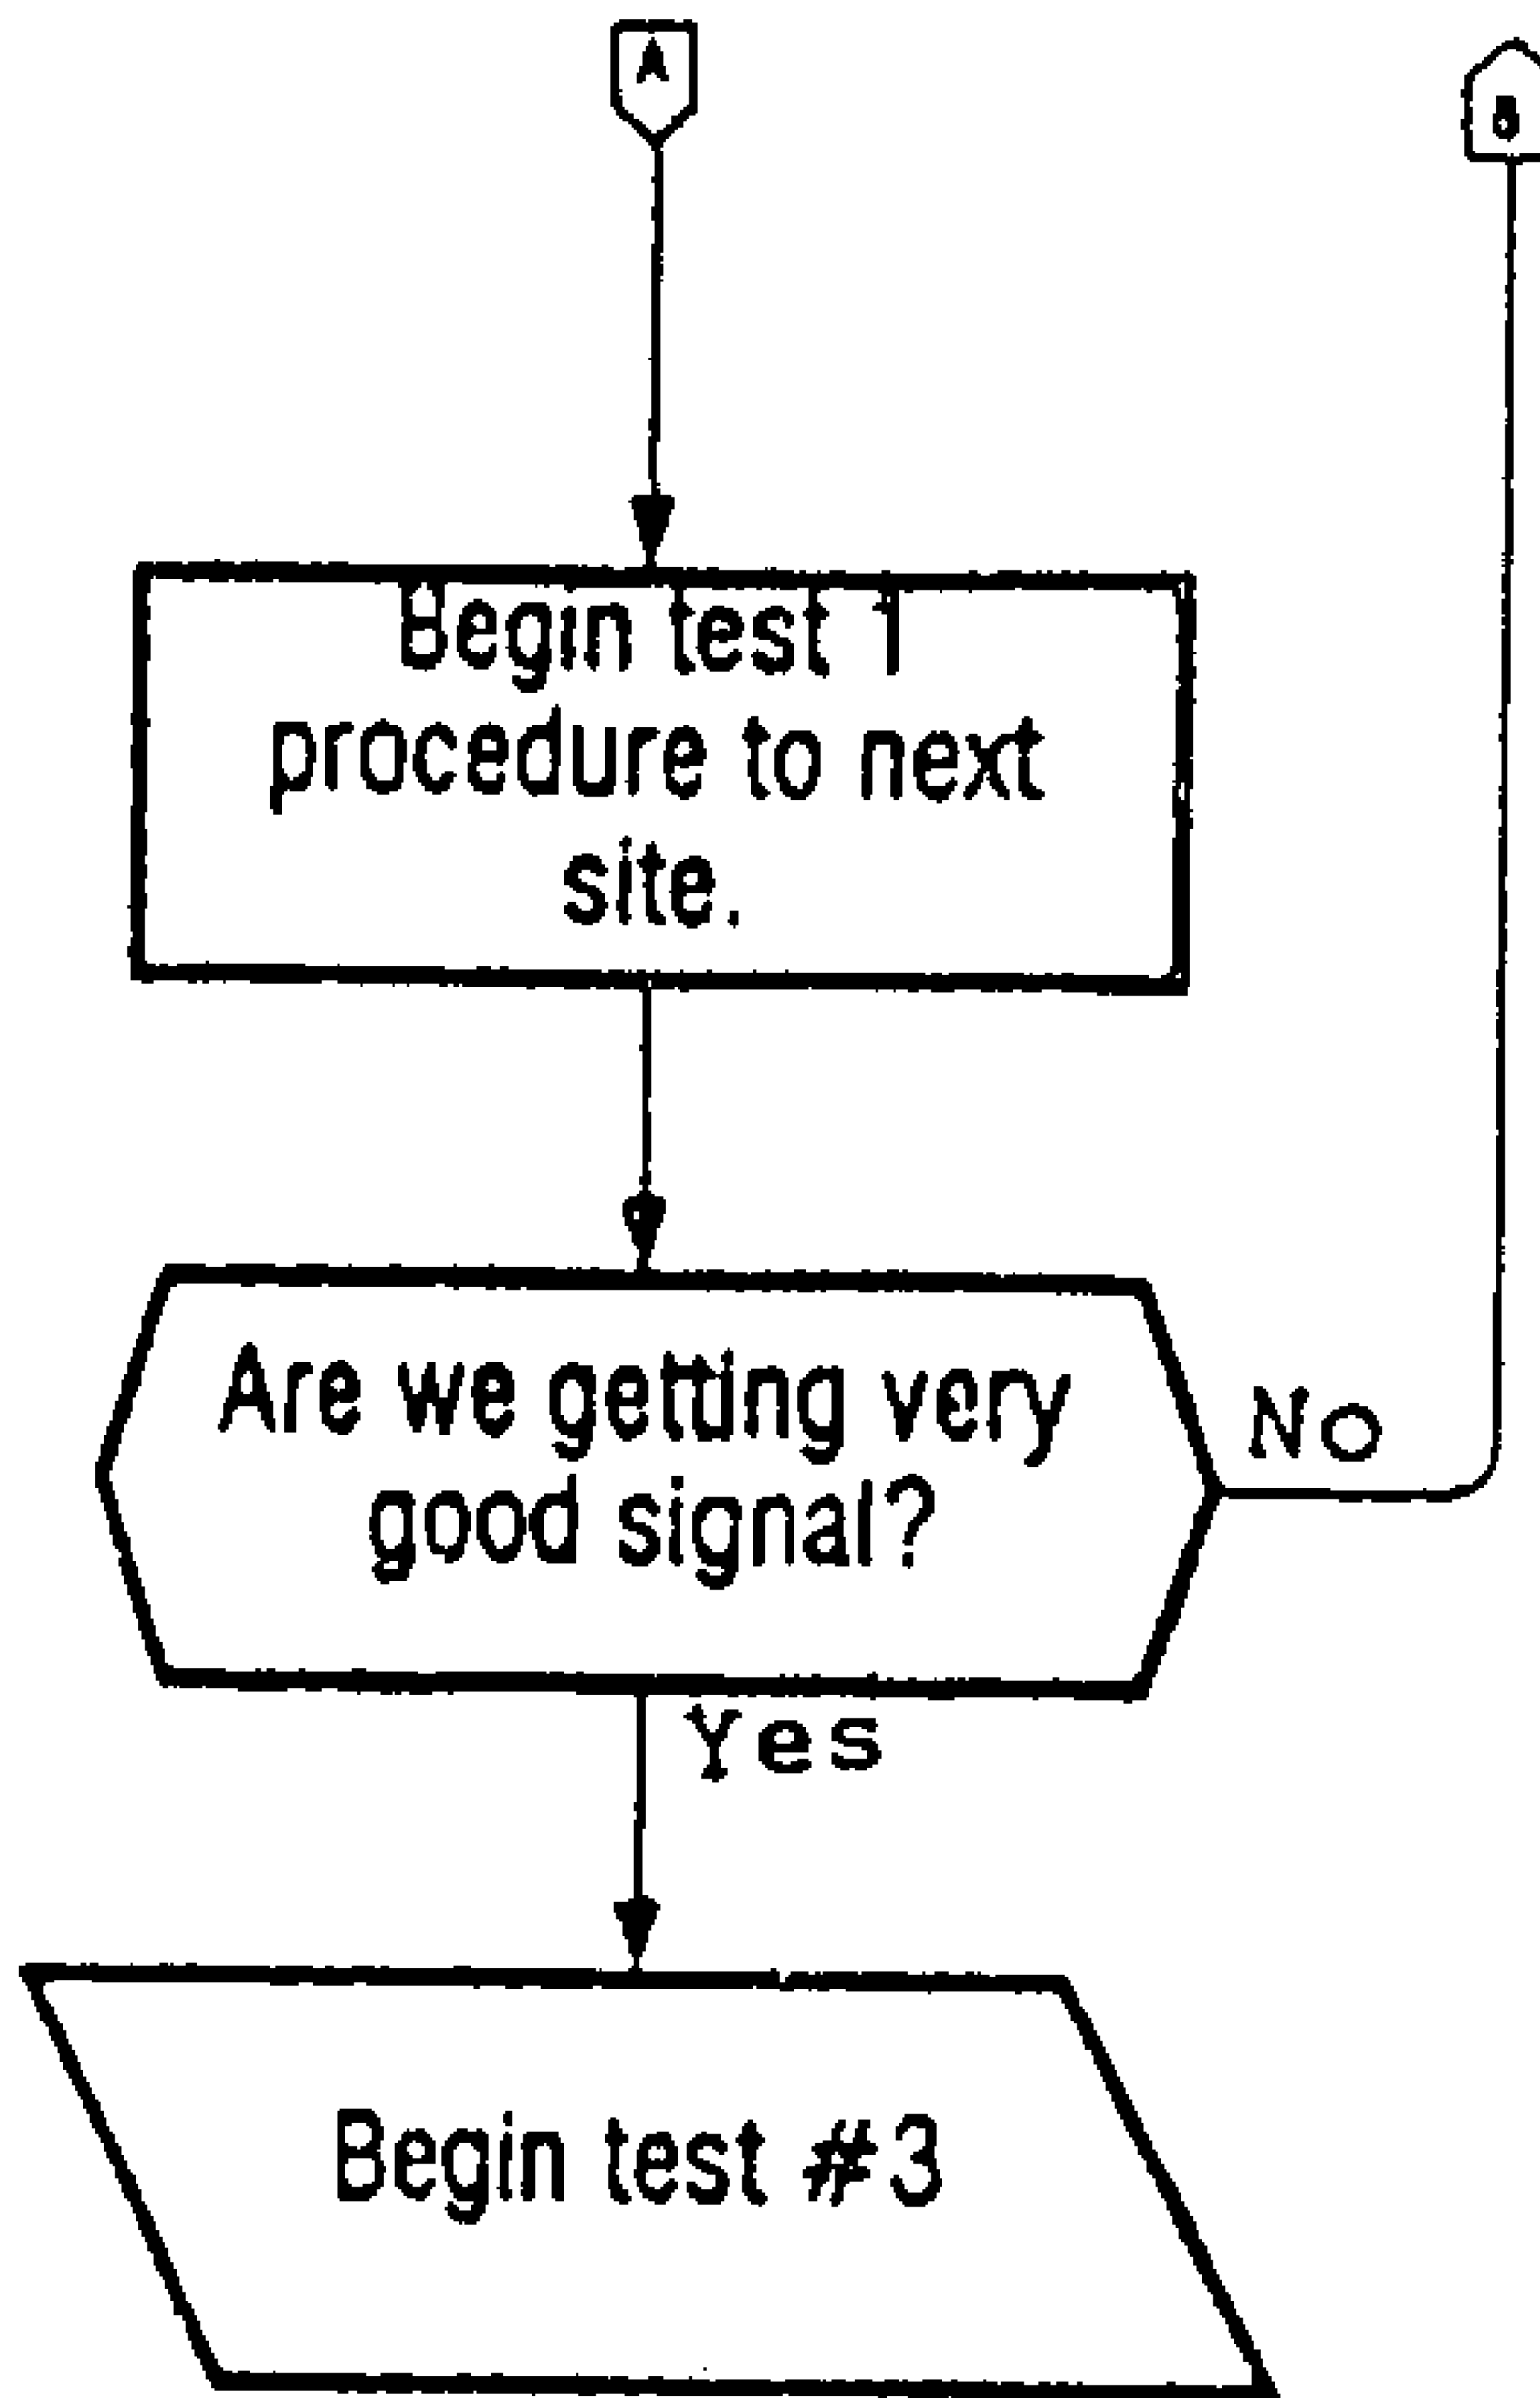 A
B
Begin test 1
procedure to next
site.
Are we getting very
good signal?
No
Yes
Begin test #3